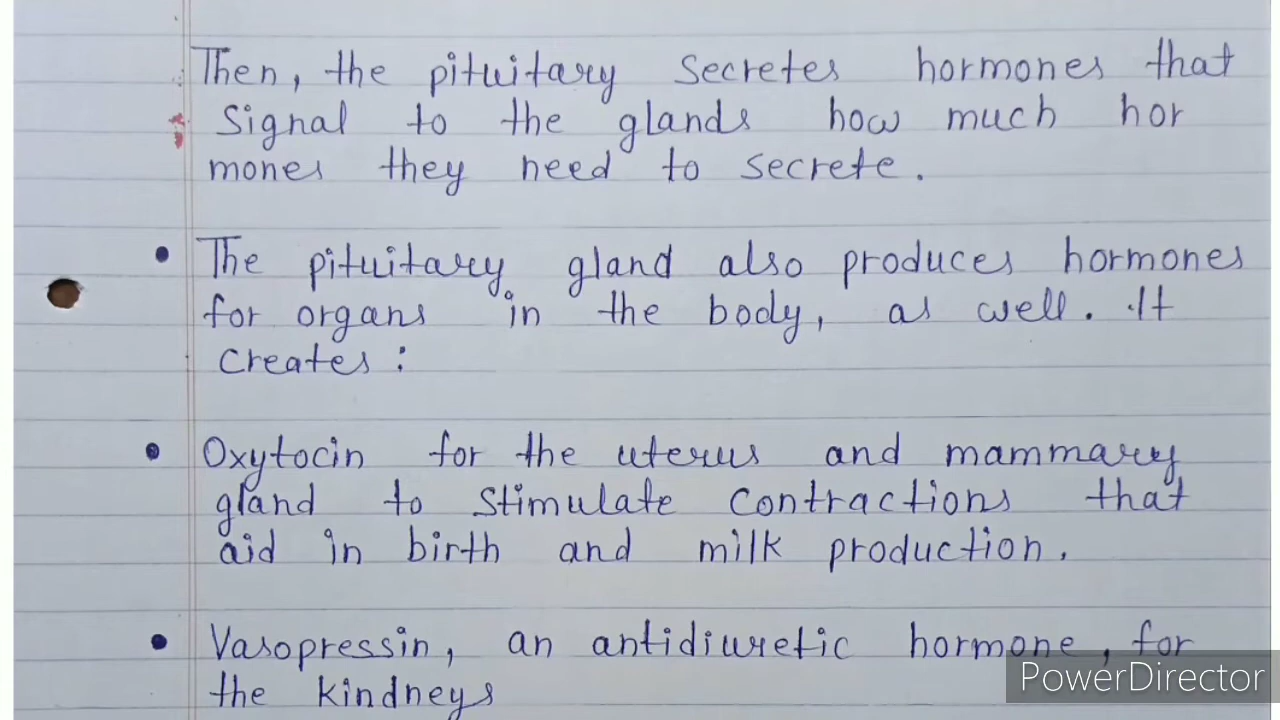 Then, the pituitary secretes hormones that
Signal to the glands how much hor
mones they need to secrete.
• The pituitary gland also produces hormones
for organs in the body, as well. It
Creates :
• Oxytocin for the uterus and mammary
gland to stimulate contractions that
aid in birth and milk production.
• Vasopressin, an antidiuretic hormone, for
the kindneys
PowerDirector